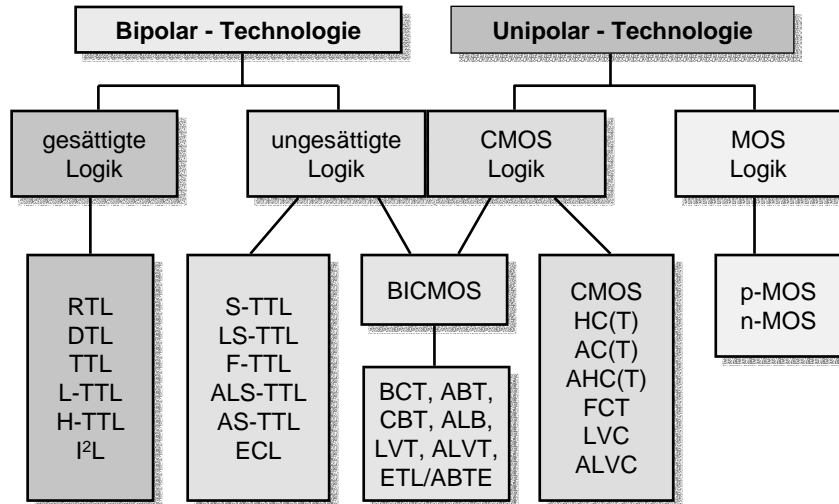 Bipolar - Technologie
Unipolar - Technologie
gesättigte
Logik
ungesättigte
Logik
CMOS
Logik
MOS
Logik
RTL
DTL
TTL
L-TTL
H-TTL
I²L
S-TTL
LS-TTL
F-TTL
ALS-TTL
AS-TTL
ECL
BICMOS
BCT, ABT,
CBT, ALB,
LVT, ALVT,
ETL/ABTE
CMOS
HC(T)
AC(T)
AHC(T)
FCT
LVC
ALVC
p-MOS
n-MOS